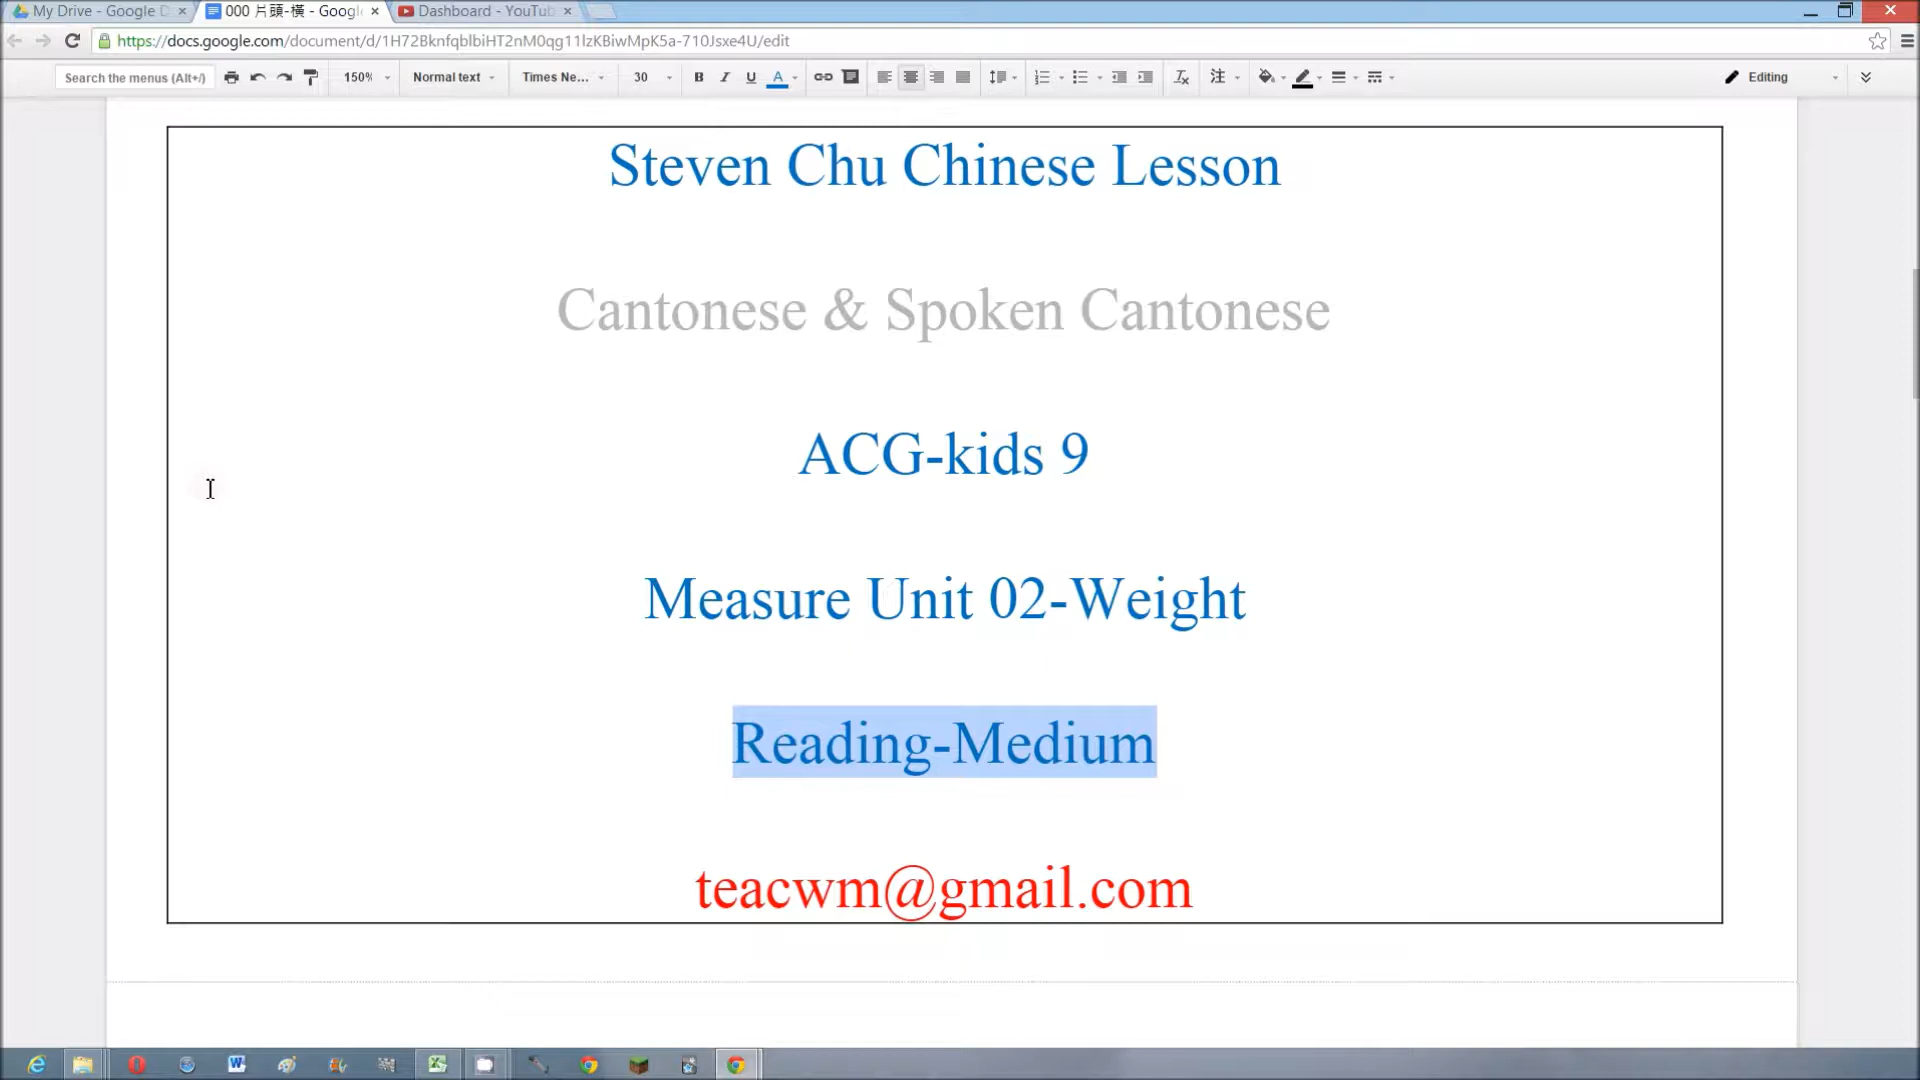 My Drive - Google D
000 片頭-橫 - Googl
Dashboard - YouTub
https://docs.google.com/document/d/1H72BknfqblbiHT2nM0qg11lzKBiwMpK5a-710Jsxe4U/edit
Search the menus (Alt+/) 150% Normal text Times Ne... 30 B I U A 注 Editing
Steven Chu Chinese Lesson
Cantonese & Spoken Cantonese
ACG-kids 9
Measure Unit 02-Weight
Reading-Medium
teacwm@gmail.com